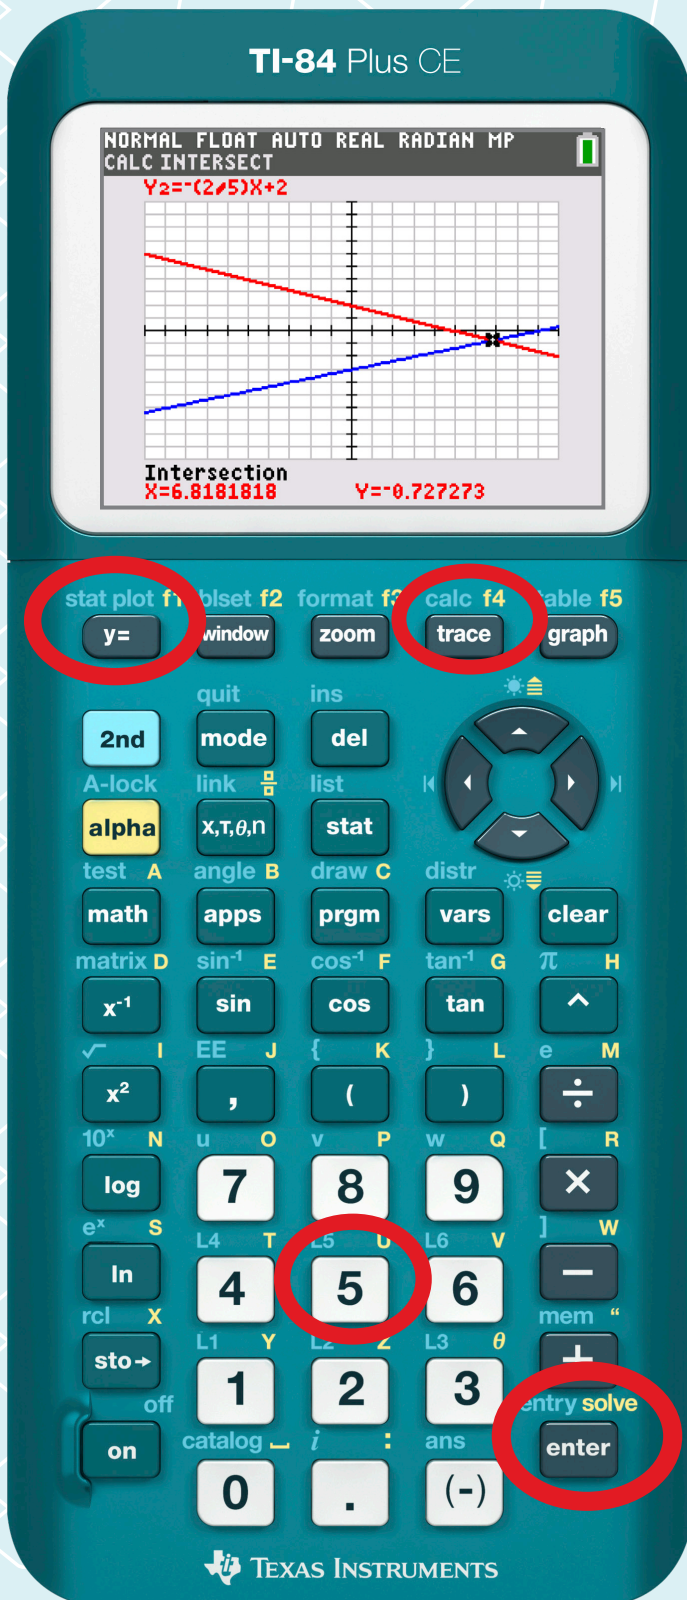 TI-84 Plus CE
NORMAL FLOAT AUTO REAL RADIAN MP
CALC INTERSECT
Y2=-(2/5)X+2
Intersection
X=6.8181818 Y=-0.727273
stat plot f1 tblset f2 format f3 calc f4 table f5
y= window zoom trace graph
quit ins
2nd mode del
A-lock link list
alpha X,T,θ,n stat
test A angle B draw C distr
math apps prgm vars clear
matrix D sin-1 E cos-1 F tan-1 G π H
x-1 sin cos tan ^
√ I EE J { K } L e M
x² , ( ) ÷
10ˣ N u O v P w Q [ R
log 7 8 9 ×
eˣ S L4 T L5 U L6 V ] W
ln 4 5 6 −
rcl X L1 Y L2 Z L3 θ mem “
sto→ 1 2 3 +
off catalog i : ans entry solve
on 0 . (-) enter
TEXAS INSTRUMENTS